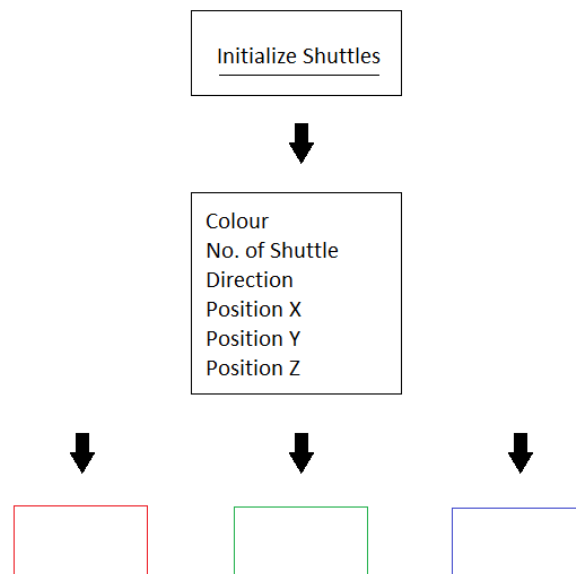 Initialize Shuttles
Colour
No. of Shuttle
Direction
Position X
Position Y
Position Z